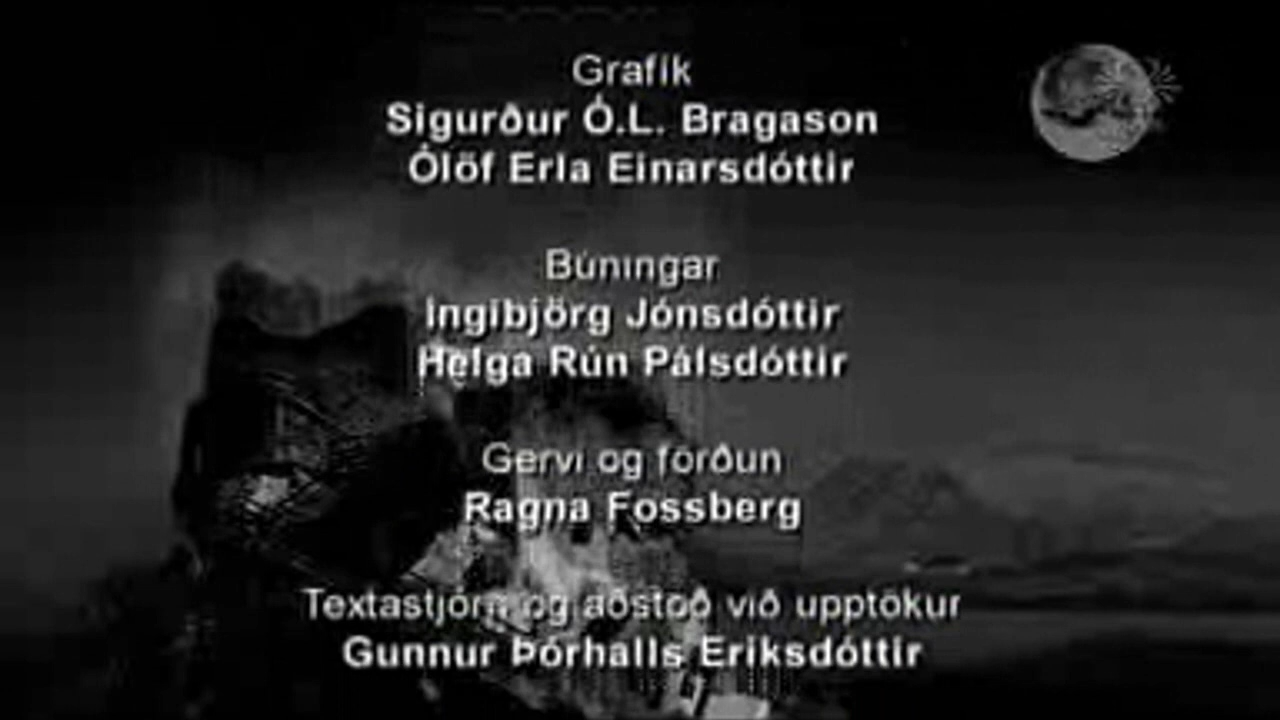 Grafík
Sigurður Ó.L. Bragason
Ólöf Erla Einarsdóttir
Búningar
Ingibjörg Jónsdóttir
Helga Rún Pálsdóttir
Gervi og förðun
Ragna Fossberg
Textastjórn og aðstoð við upptökur
Gunnur Þórhalls Eriksdóttir